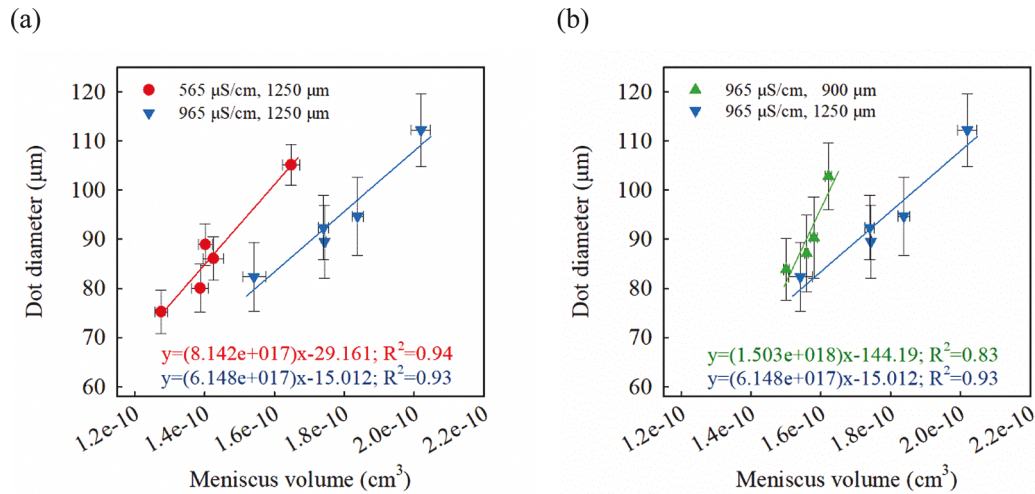 (a)
120
110
100
90
80
70
60
Dot diameter (μm)
565 μS/cm, 1250 μm
965 μS/cm, 1250 μm
y=(8.142e+017)x-29.161; R²=0.94
y=(6.148e+017)x-15.012; R²=0.93
1.2e-10
1.4e-10
1.6e-10
1.8e-10
2.0e-10
2.2e-10
Meniscus volume (cm³)
(b)
120
110
100
90
80
70
60
Dot diameter (μm)
965 μS/cm, 900 μm
965 μS/cm, 1250 μm
y=(1.503e+018)x-144.19; R²=0.83
y=(6.148e+017)x-15.012; R²=0.93
1.2e-10
1.4e-10
1.6e-10
1.8e-10
2.0e-10
2.2e-10
Meniscus volume (cm³)